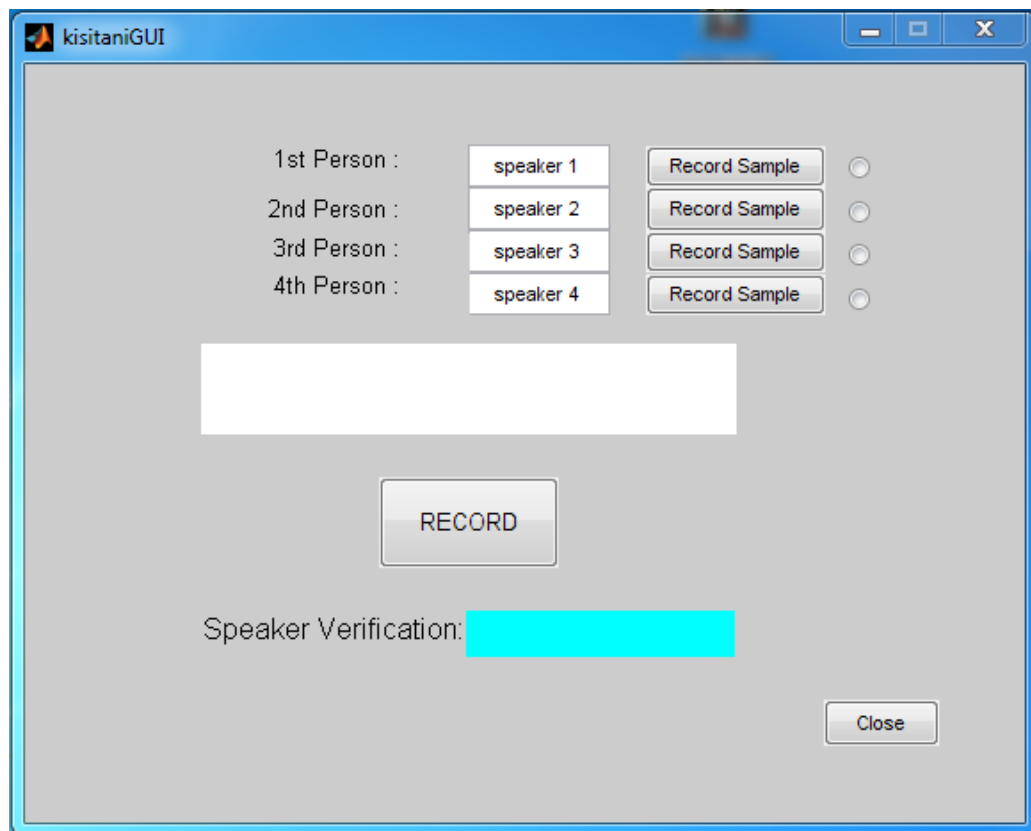 kisitaniGUI
1st Person : speaker 1 Record Sample
2nd Person : speaker 2 Record Sample
3rd Person : speaker 3 Record Sample
4th Person : speaker 4 Record Sample
RECORD
Speaker Verification:
Close